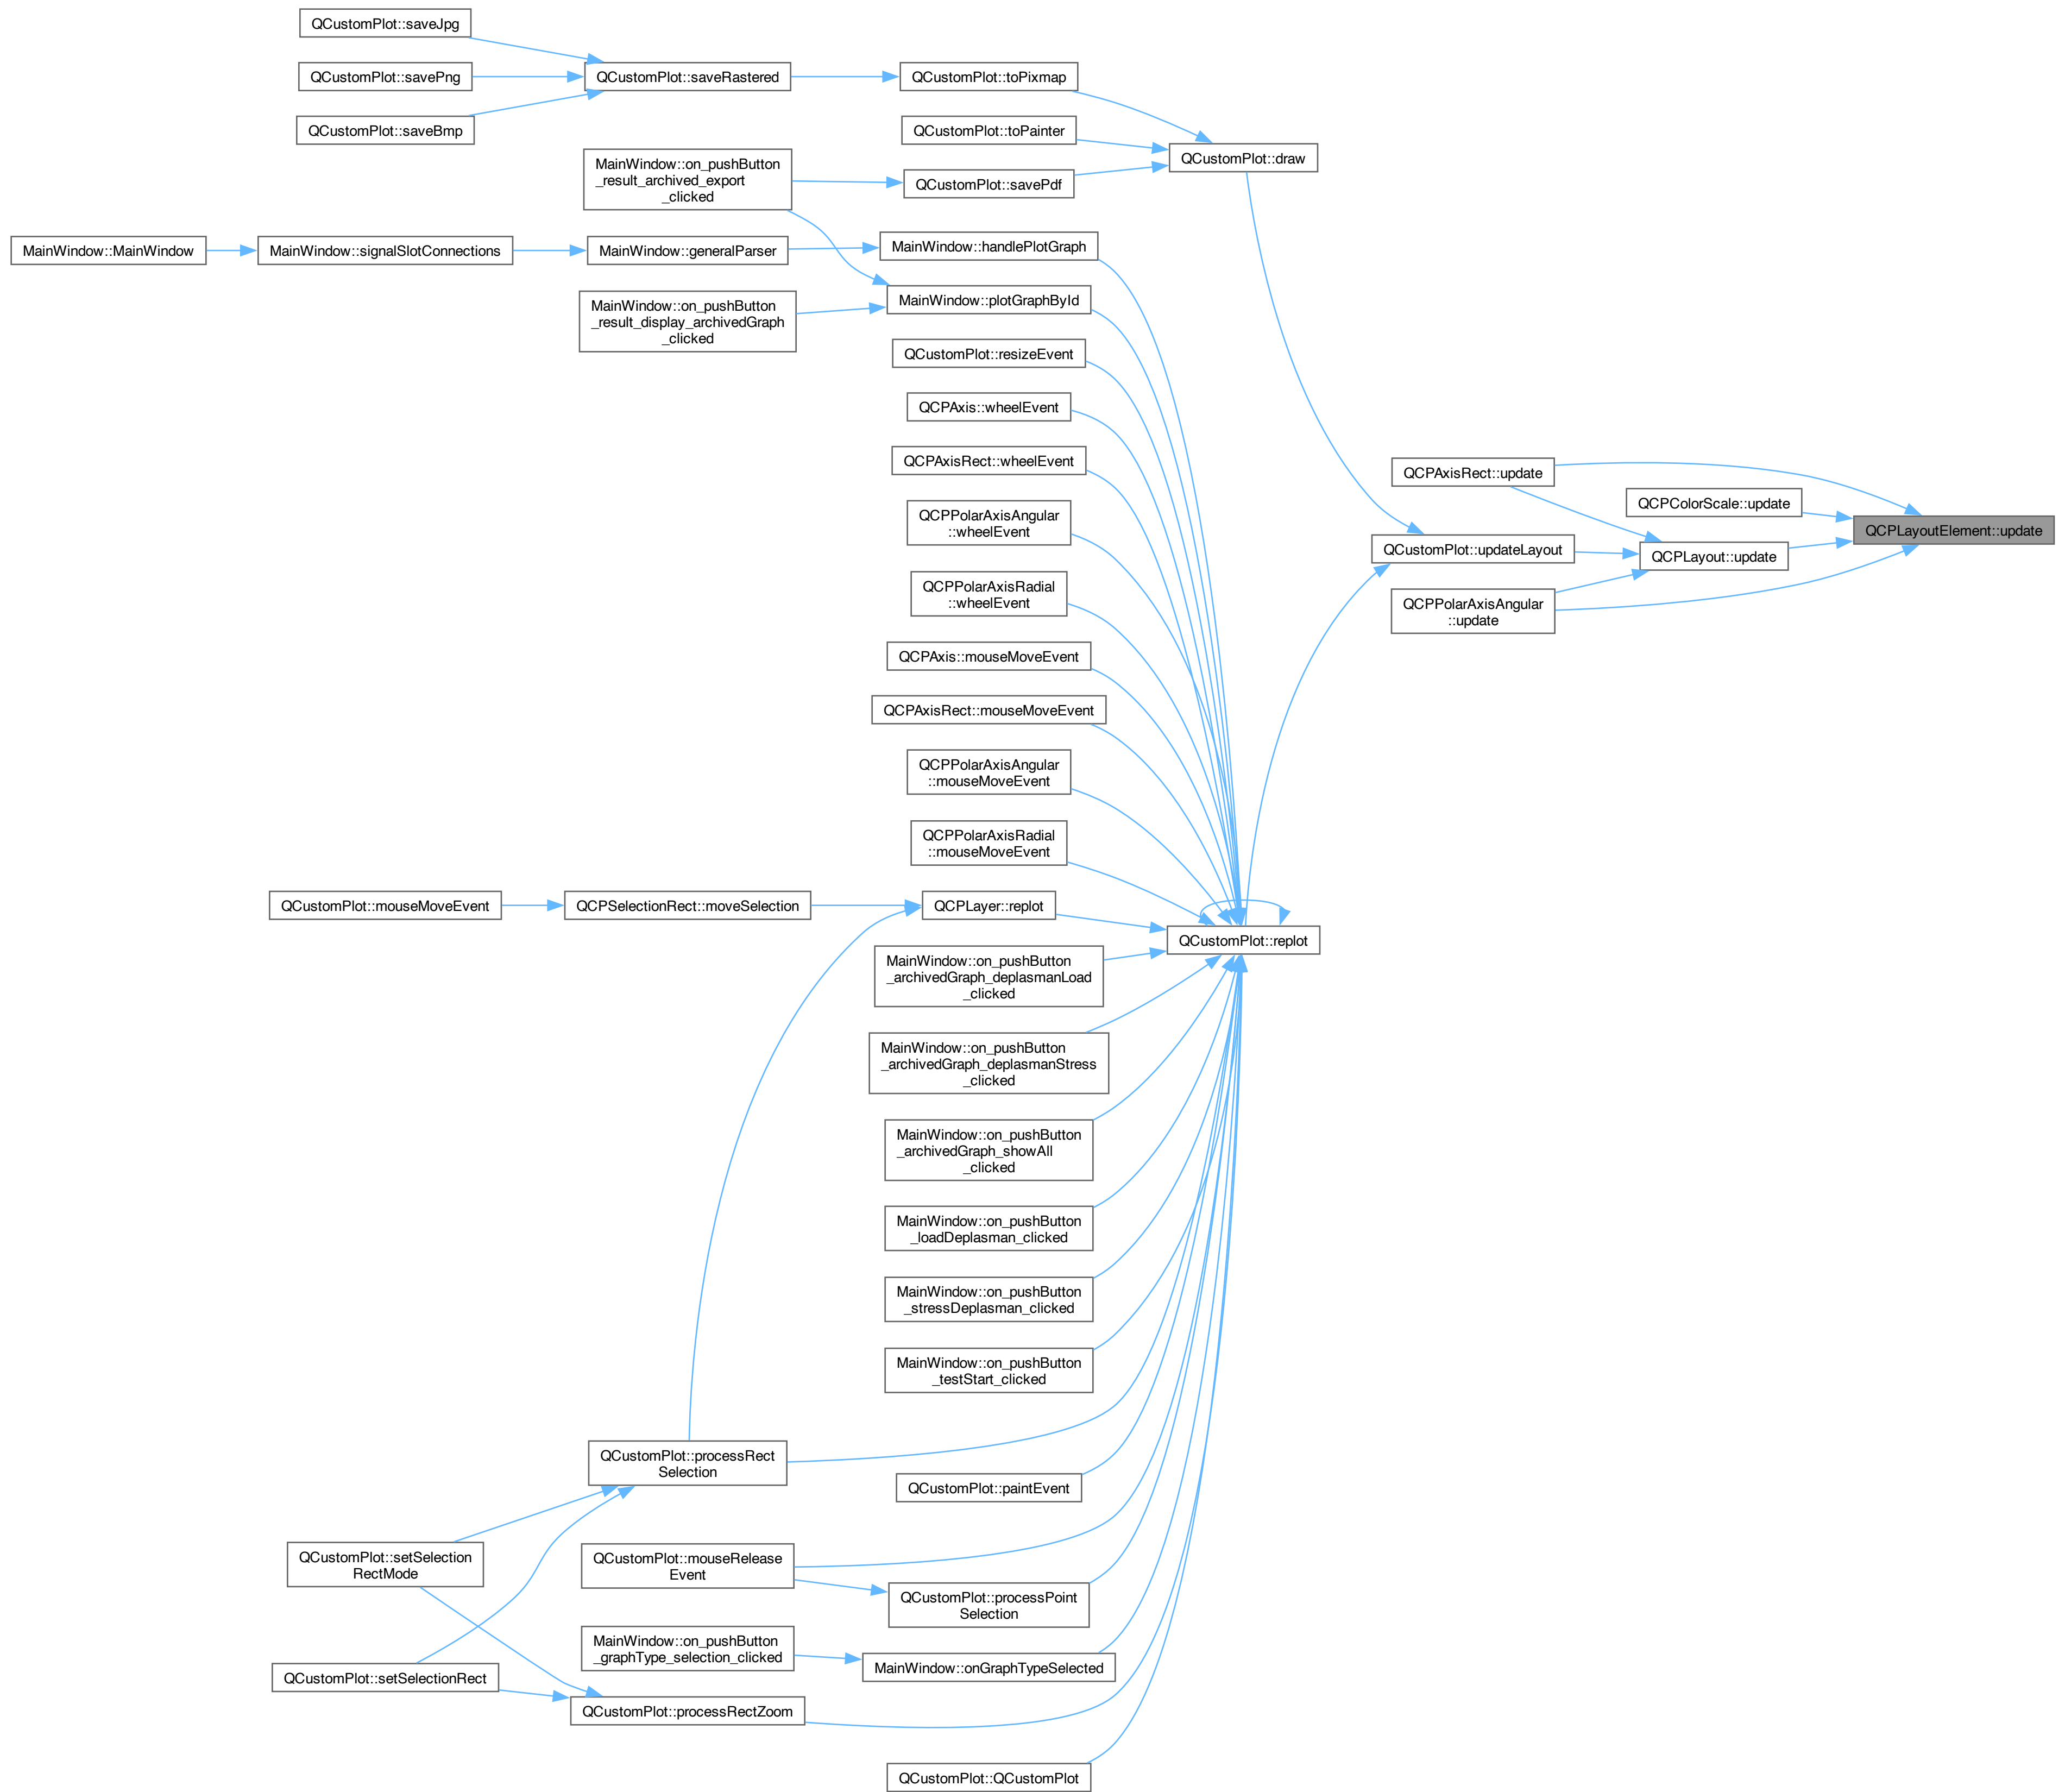 QCustomPlot::saveJpg
QCustomPlot::savePng
QCustomPlot::saveRastered
QCustomPlot::toPixmap
QCustomPlot::saveBmp
QCustomPlot::toPainter
QCustomPlot::draw
MainWindow::on_pushButton
_result_archived_export
_clicked
QCustomPlot::savePdf
MainWindow::MainWindow
MainWindow::signalSlotConnections
MainWindow::generalParser
MainWindow::handlePlotGraph
MainWindow::plotGraphById
MainWindow::on_pushButton
_result_display_archivedGraph
_clicked
QCustomPlot::resizeEvent
QCPAxis::wheelEvent
QCPAxisRect::wheelEvent
QCPAxisRect::update
QCPColorScale::update
QCPLayoutElement::update
QCPPolarAxisAngular
::wheelEvent
QCustomPlot::updateLayout
QCPLayout::update
QCPPolarAxisRadial
::wheelEvent
QCPPolarAxisAngular
::update
QCPAxis::mouseMoveEvent
QCPAxisRect::mouseMoveEvent
QCPPolarAxisAngular
::mouseMoveEvent
QCPPolarAxisRadial
::mouseMoveEvent
QCustomPlot::mouseMoveEvent
QCPSelectionRect::moveSelection
QCPLayer::replot
QCustomPlot::replot
MainWindow::on_pushButton
_archivedGraph_deplasmanLoad
_clicked
MainWindow::on_pushButton
_archivedGraph_deplasmanStress
_clicked
MainWindow::on_pushButton
_archivedGraph_showAll
_clicked
MainWindow::on_pushButton
_loadDeplasman_clicked
MainWindow::on_pushButton
_stressDeplasman_clicked
MainWindow::on_pushButton
_testStart_clicked
QCustomPlot::processRect
Selection
QCustomPlot::paintEvent
QCustomPlot::setSelection
RectMode
QCustomPlot::mouseRelease
Event
QCustomPlot::processPoint
Selection
MainWindow::on_pushButton
_graphType_selection_clicked
MainWindow::onGraphTypeSelected
QCustomPlot::setSelectionRect
QCustomPlot::processRectZoom
QCustomPlot::QCustomPlot